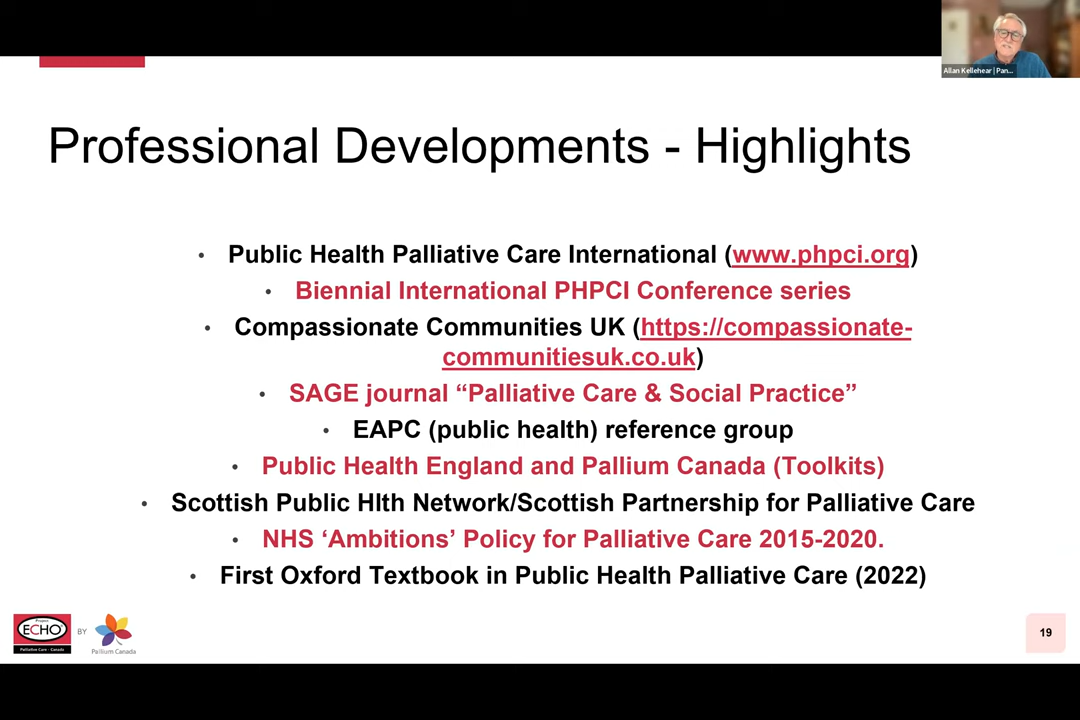 Allan Kellehear | Pan...
Professional Developments - Highlights
• Public Health Palliative Care International (www.phpci.org)
• Biennial International PHPCI Conference series
• Compassionate Communities UK (https://compassionate-
communitiesuk.co.uk)
• SAGE journal “Palliative Care & Social Practice”
• EAPC (public health) reference group
• Public Health England and Pallium Canada (Toolkits)
• Scottish Public Hlth Network/Scottish Partnership for Palliative Care
• NHS ‘Ambitions’ Policy for Palliative Care 2015-2020.
• First Oxford Textbook in Public Health Palliative Care (2022)
Project
ECHO
Palliative Care - Canada
BY
Pallium Canada
19